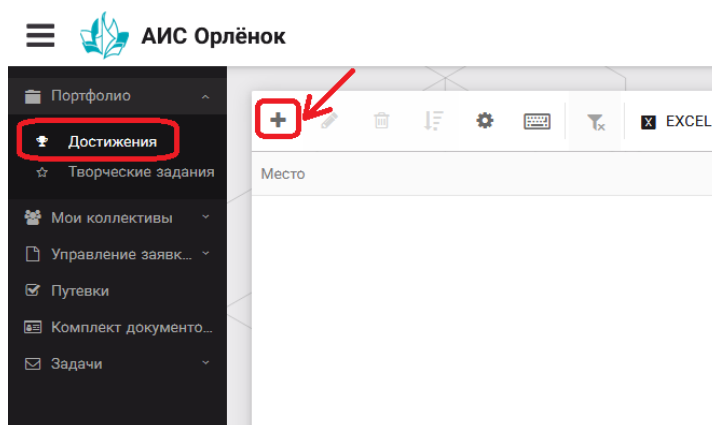 АИС Орлёнок
Портфолио
Достижения
Творческие задания
Мои коллективы
Управление заявк...
Путевки
Комплект документо...
Задачи
X EXCEL
Место